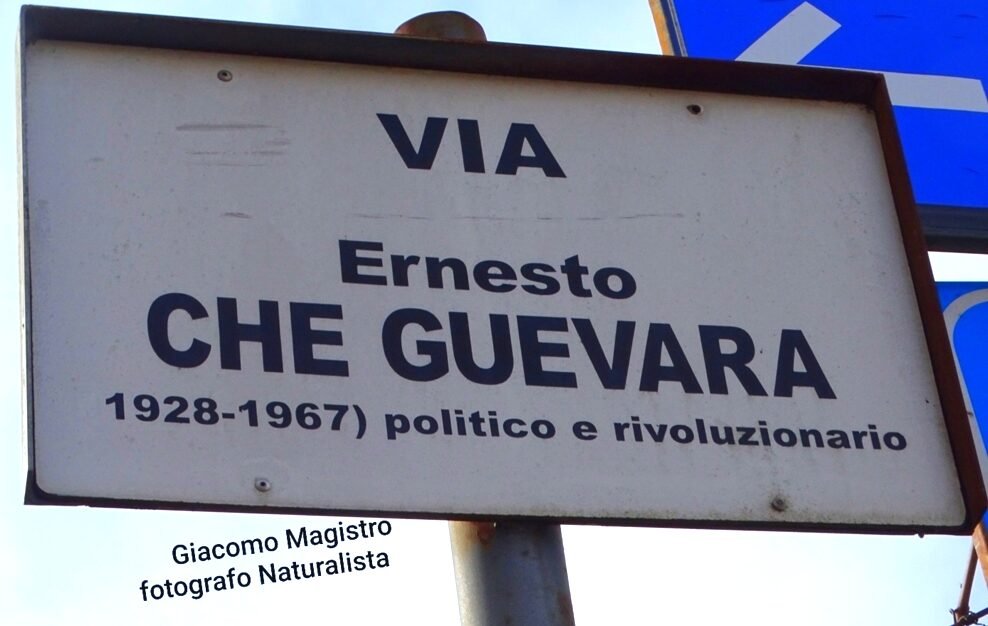 VIA
Ernesto
CHE GUEVARA
1928-1967) politico e rivoluzionario
Giacomo Magistro
fotografo Naturalista